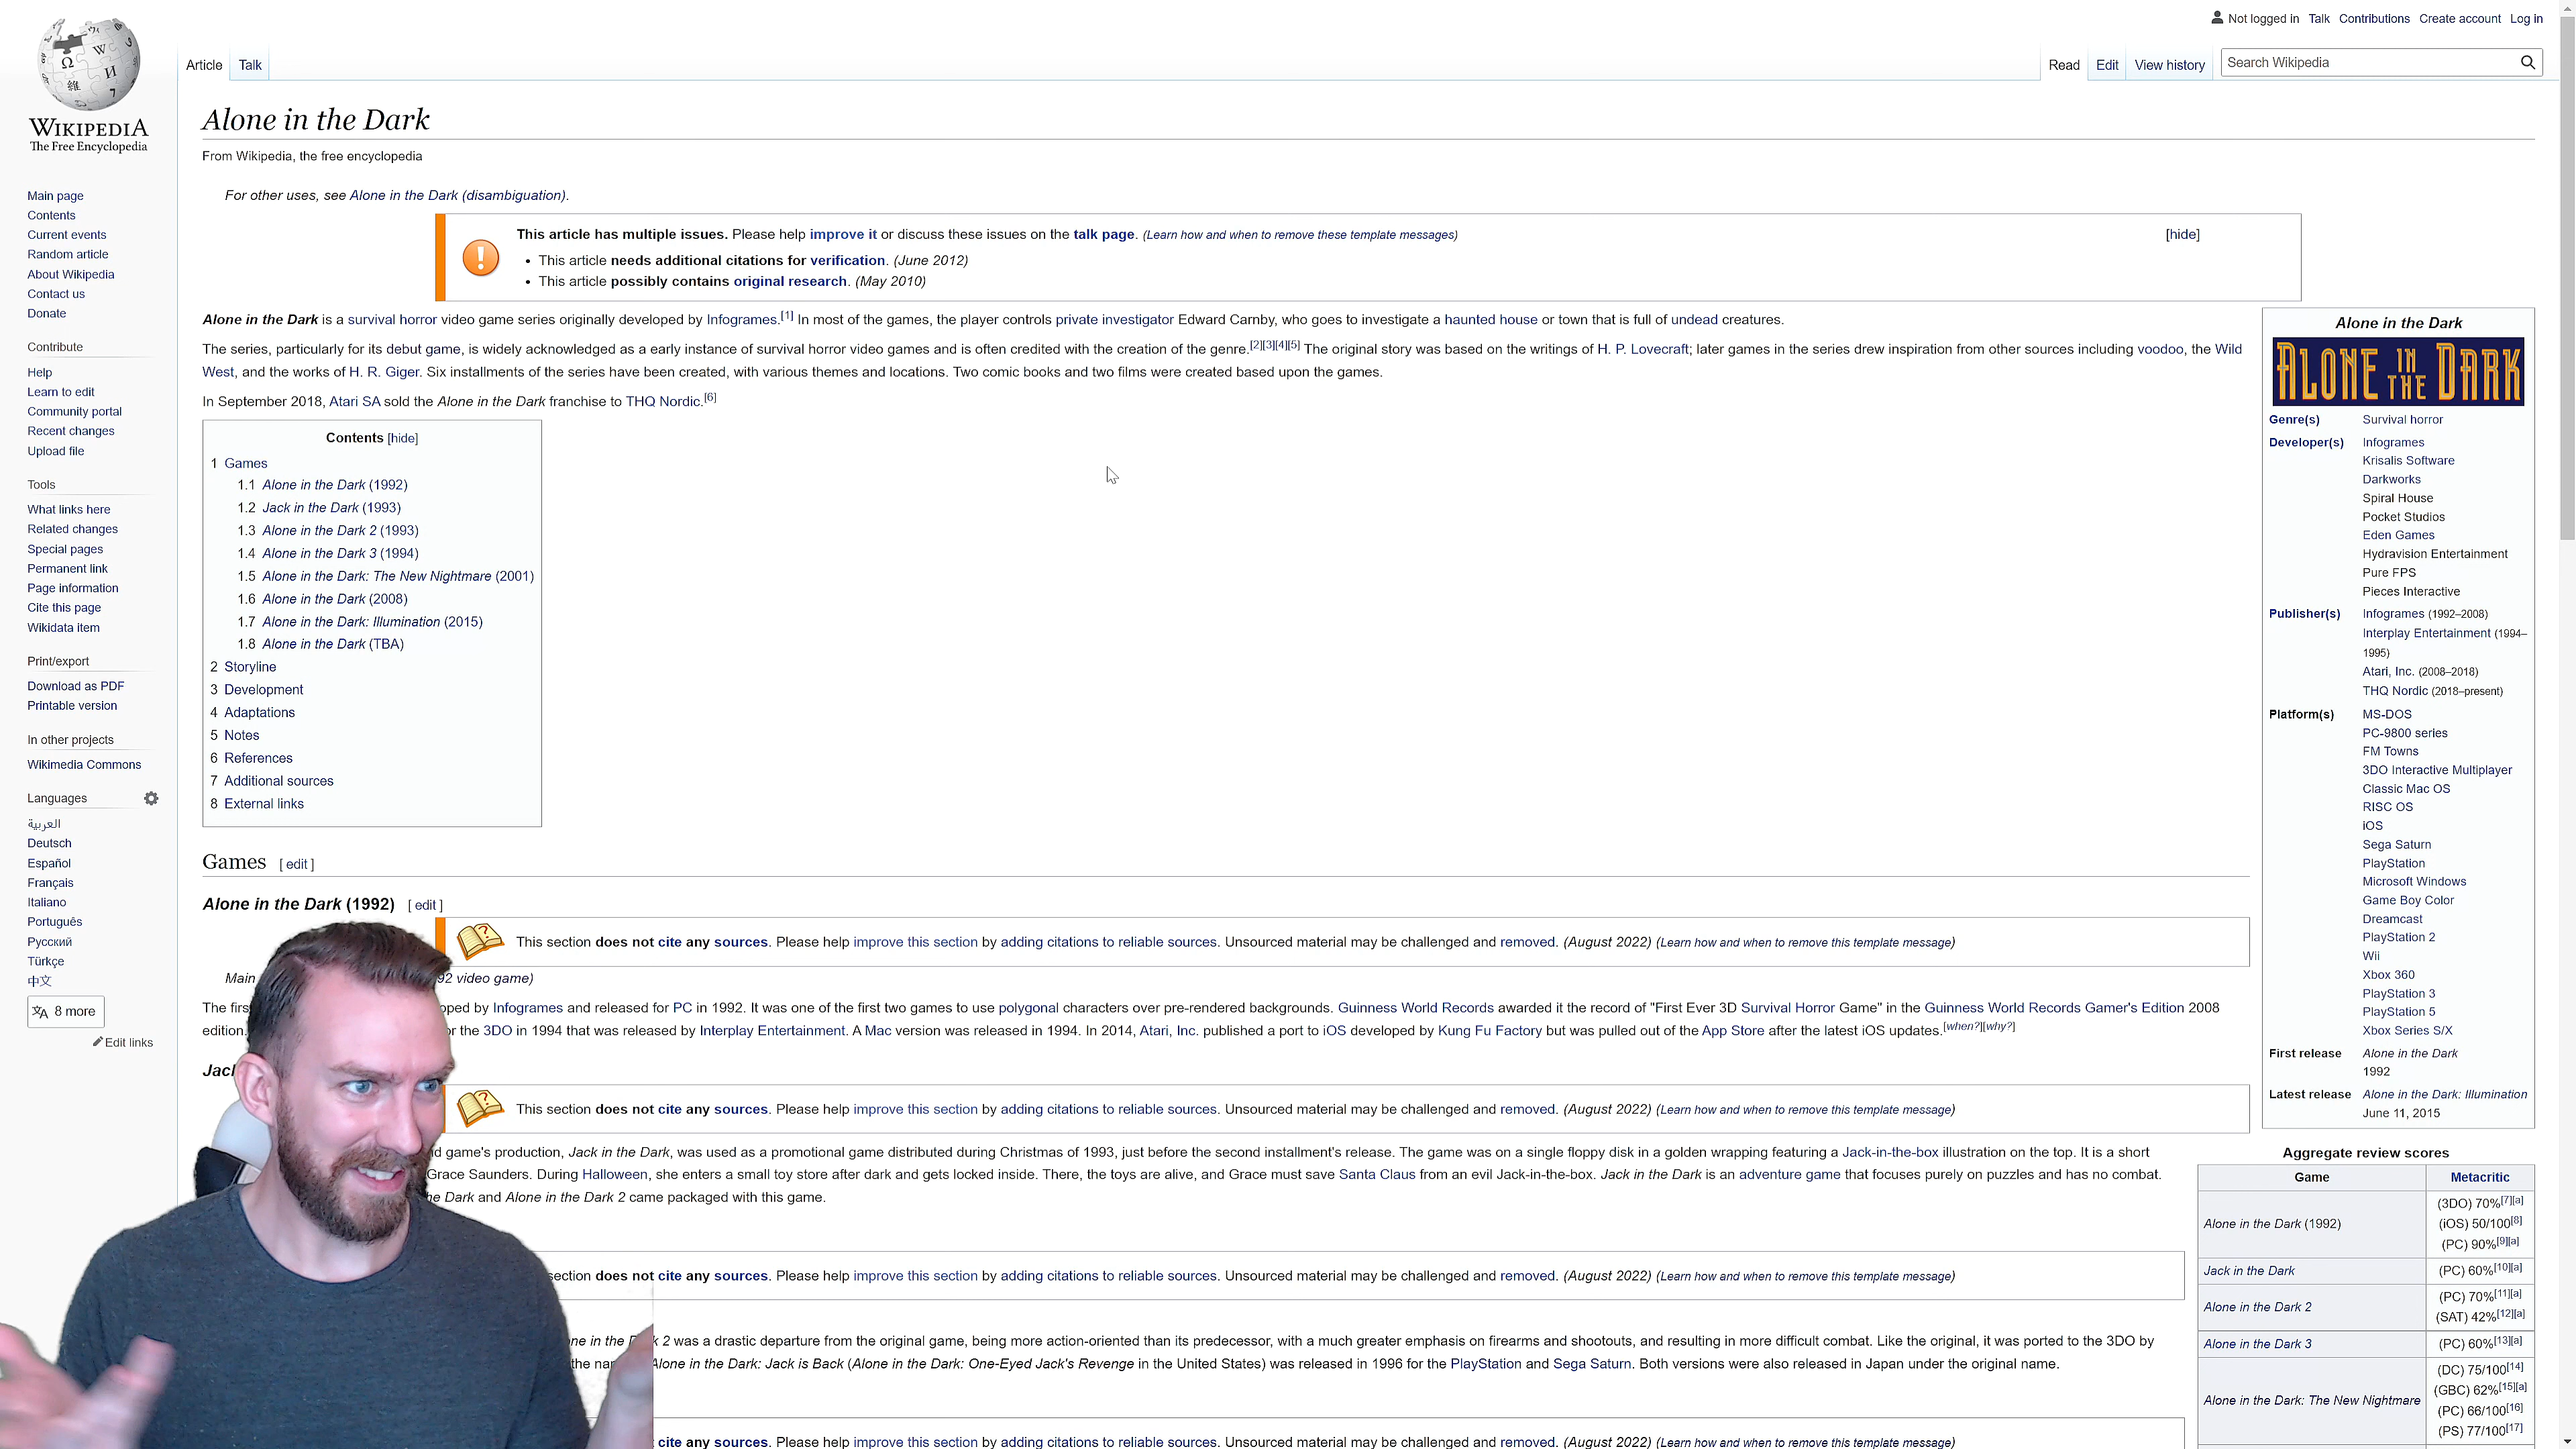 Not logged in Talk Contributions Create account Log in
Article Talk
Read Edit View history
Search Wikipedia
WIKIPEDIA
The Free Encyclopedia
Main page
Contents
Current events
Random article
About Wikipedia
Contact us
Donate
Contribute
Help
Learn to edit
Community portal
Recent changes
Upload file
Tools
What links here
Related changes
Special pages
Permanent link
Page information
Cite this page
Wikidata item
Print/export
Download as PDF
Printable version
In other projects
Wikimedia Commons
Languages
العربية
Deutsch
Español
Français
Italiano
Português
Русский
Türkçe
中文
8 more
Edit links
Alone in the Dark
From Wikipedia, the free encyclopedia
For other uses, see Alone in the Dark (disambiguation).
This article has multiple issues. Please help improve it or discuss these issues on the talk page. (Learn how and when to remove these template messages) [hide]
• This article needs additional citations for verification. (June 2012)
• This article possibly contains original research. (May 2010)
Alone in the Dark is a survival horror video game series originally developed by Infogrames.[1] In most of the games, the player controls private investigator Edward Carnby, who goes to investigate a haunted house or town that is full of undead creatures.
The series, particularly for its debut game, is widely acknowledged as a early instance of survival horror video games and is often credited with the creation of the genre.[2][3][4][5] The original story was based on the writings of H. P. Lovecraft; later games in the series drew inspiration from other sources including voodoo, the Wild
West, and the works of H. R. Giger. Six installments of the series have been created, with various themes and locations. Two comic books and two films were created based upon the games.
In September 2018, Atari SA sold the Alone in the Dark franchise to THQ Nordic.[6]
Contents [hide]
1 Games
1.1 Alone in the Dark (1992)
1.2 Jack in the Dark (1993)
1.3 Alone in the Dark 2 (1993)
1.4 Alone in the Dark 3 (1994)
1.5 Alone in the Dark: The New Nightmare (2001)
1.6 Alone in the Dark (2008)
1.7 Alone in the Dark: Illumination (2015)
1.8 Alone in the Dark (TBA)
2 Storyline
3 Development
4 Adaptations
5 Notes
6 References
7 Additional sources
8 External links
Games [ edit ]
Alone in the Dark (1992) [ edit ]
This section does not cite any sources. Please help improve this section by adding citations to reliable sources. Unsourced material may be challenged and removed. (August 2022) (Learn how and when to remove this template message)
Main 92 video game)
The firs oped by Infogrames and released for PC in 1992. It was one of the first two games to use polygonal characters over pre-rendered backgrounds. Guinness World Records awarded it the record of "First Ever 3D Survival Horror Game" in the Guinness World Records Gamer's Edition 2008
edition. or the 3DO in 1994 that was released by Interplay Entertainment. A Mac version was released in 1994. In 2014, Atari, Inc. published a port to iOS developed by Kung Fu Factory but was pulled out of the App Store after the latest iOS updates.[when?][why?]
Jac
This section does not cite any sources. Please help improve this section by adding citations to reliable sources. Unsourced material may be challenged and removed. (August 2022) (Learn how and when to remove this template message)
d game's production, Jack in the Dark, was used as a promotional game distributed during Christmas of 1993, just before the second installment's release. The game was on a single floppy disk in a golden wrapping featuring a Jack-in-the-box illustration on the top. It is a short
Grace Saunders. During Halloween, she enters a small toy store after dark and gets locked inside. There, the toys are alive, and Grace must save Santa Claus from an evil Jack-in-the-box. Jack in the Dark is an adventure game that focuses purely on puzzles and has no combat.
he Dark and Alone in the Dark 2 came packaged with this game.
section does not cite any sources. Please help improve this section by adding citations to reliable sources. Unsourced material may be challenged and removed. (August 2022) (Learn how and when to remove this template message)
ne in the D k 2 was a drastic departure from the original game, being more action-oriented than its predecessor, with a much greater emphasis on firearms and shootouts, and resulting in more difficult combat. Like the original, it was ported to the 3DO by
the na Alone in the Dark: Jack is Back (Alone in the Dark: One-Eyed Jack's Revenge in the United States) was released in 1996 for the PlayStation and Sega Saturn. Both versions were also released in Japan under the original name.
cite any sources. Please help improve this section by adding citations to reliable sources. Unsourced material may be challenged and removed. (August 2022) (Learn how and when to remove this template message)
Alone in the Dark
ALONE IN THE DARK
Genre(s) Survival horror
Developer(s) Infogrames
Krisalis Software
Darkworks
Spiral House
Pocket Studios
Eden Games
Hydravision Entertainment
Pure FPS
Pieces Interactive
Publisher(s) Infogrames (1992–2008)
Interplay Entertainment (1994–
1995)
Atari, Inc. (2008–2018)
THQ Nordic (2018–present)
Platform(s) MS-DOS
PC-9800 series
FM Towns
3DO Interactive Multiplayer
Classic Mac OS
RISC OS
iOS
Sega Saturn
PlayStation
Microsoft Windows
Game Boy Color
Dreamcast
PlayStation 2
Wii
Xbox 360
PlayStation 3
PlayStation 5
Xbox Series S/X
First release Alone in the Dark
1992
Latest release Alone in the Dark: Illumination
June 11, 2015
Aggregate review scores
Game Metacritic
Alone in the Dark (1992) (3DO) 70%[7][a]
(iOS) 50/100[8]
(PC) 90%[9][a]
Jack in the Dark (PC) 60%[10][a]
Alone in the Dark 2 (PC) 70%[11][a]
(SAT) 42%[12][a]
Alone in the Dark 3 (PC) 60%[13][a]
Alone in the Dark: The New Nightmare (DC) 75/100[14]
(GBC) 62%[15][a]
(PC) 66/100[16]
(PS) 77/100[17]